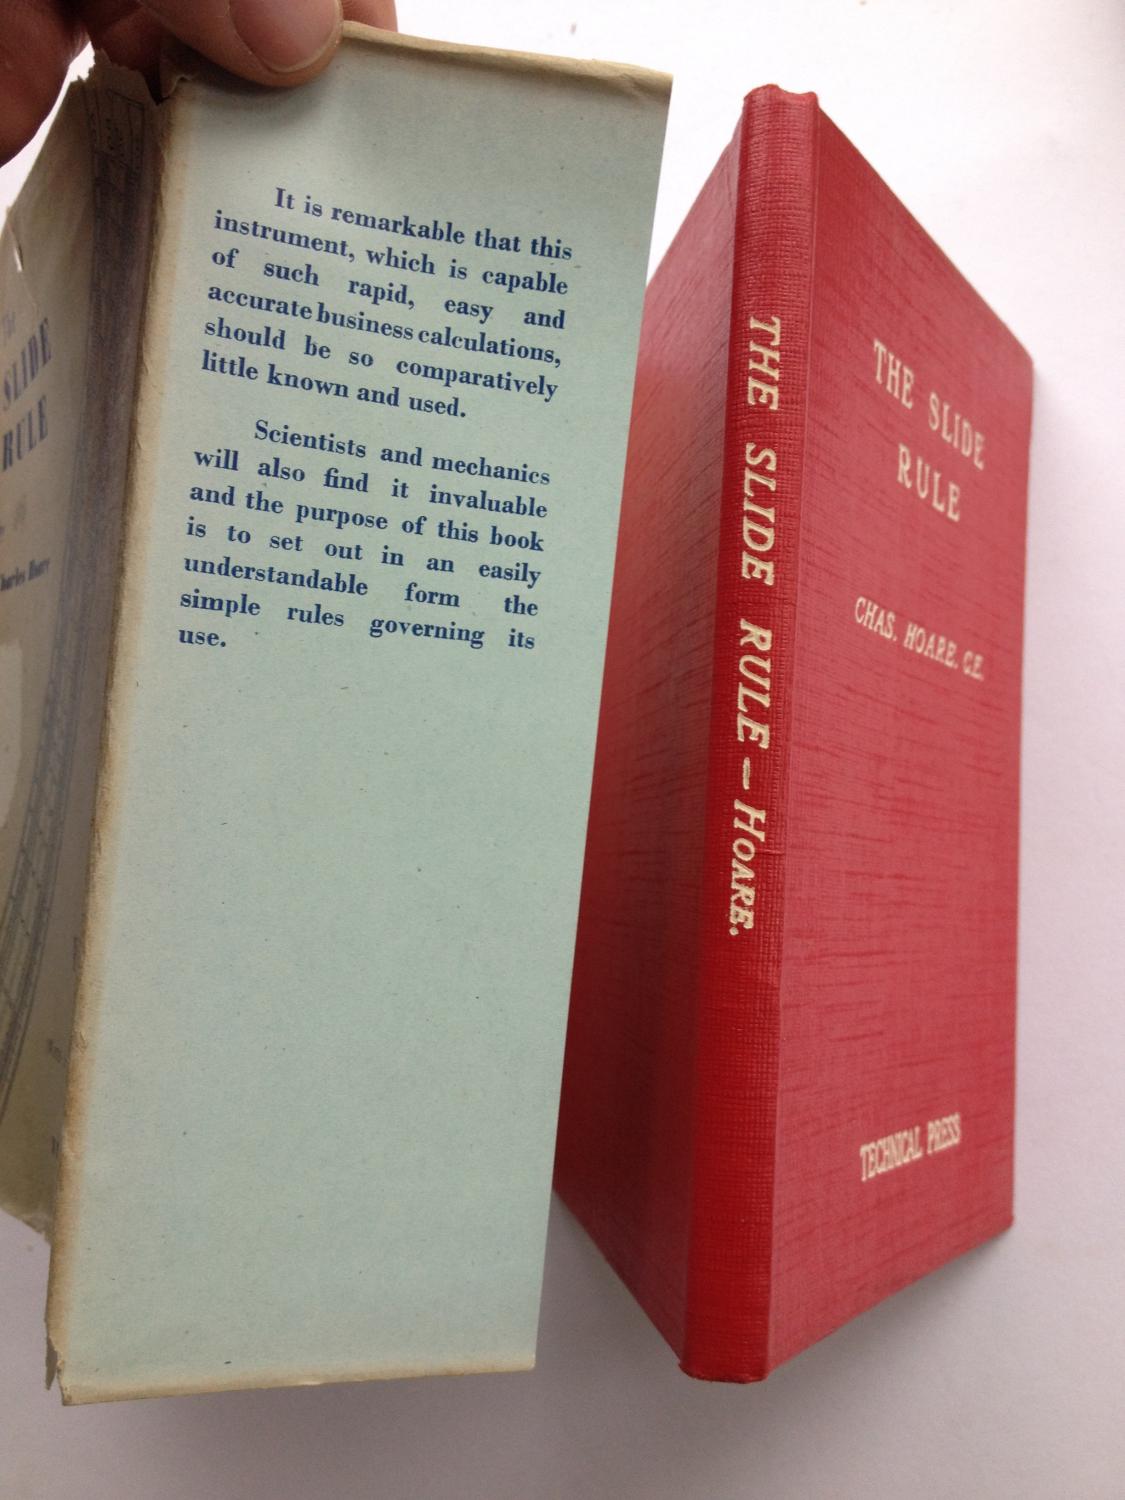 SLIDE
RULE
Charles Hoare
It is remarkable that this
instrument, which is capable
of such rapid, easy and
accurate business calculations,
should be so comparatively
little known and used.
Scientists and mechanics
will also find it invaluable
and the purpose of this book
is to set out in an easily
understandable form the
simple rules governing its
use.
THE SLIDE RULE – HOARE.
THE SLIDE
RULE
CHAS. HOARE. C.E.
TECHNICAL PRESS